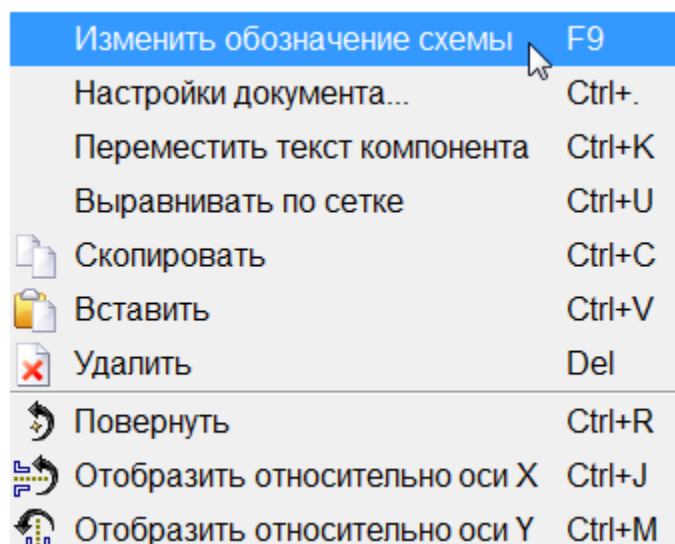 Изменить обозначение схемы F9
Настройки документа... Ctrl+.
Переместить текст компонента Ctrl+K
Выравнивать по сетке Ctrl+U
Скопировать Ctrl+C
Вставить Ctrl+V
Удалить Del
Повернуть Ctrl+R
Отобразить относительно оси X Ctrl+J
Отобразить относительно оси Y Ctrl+M